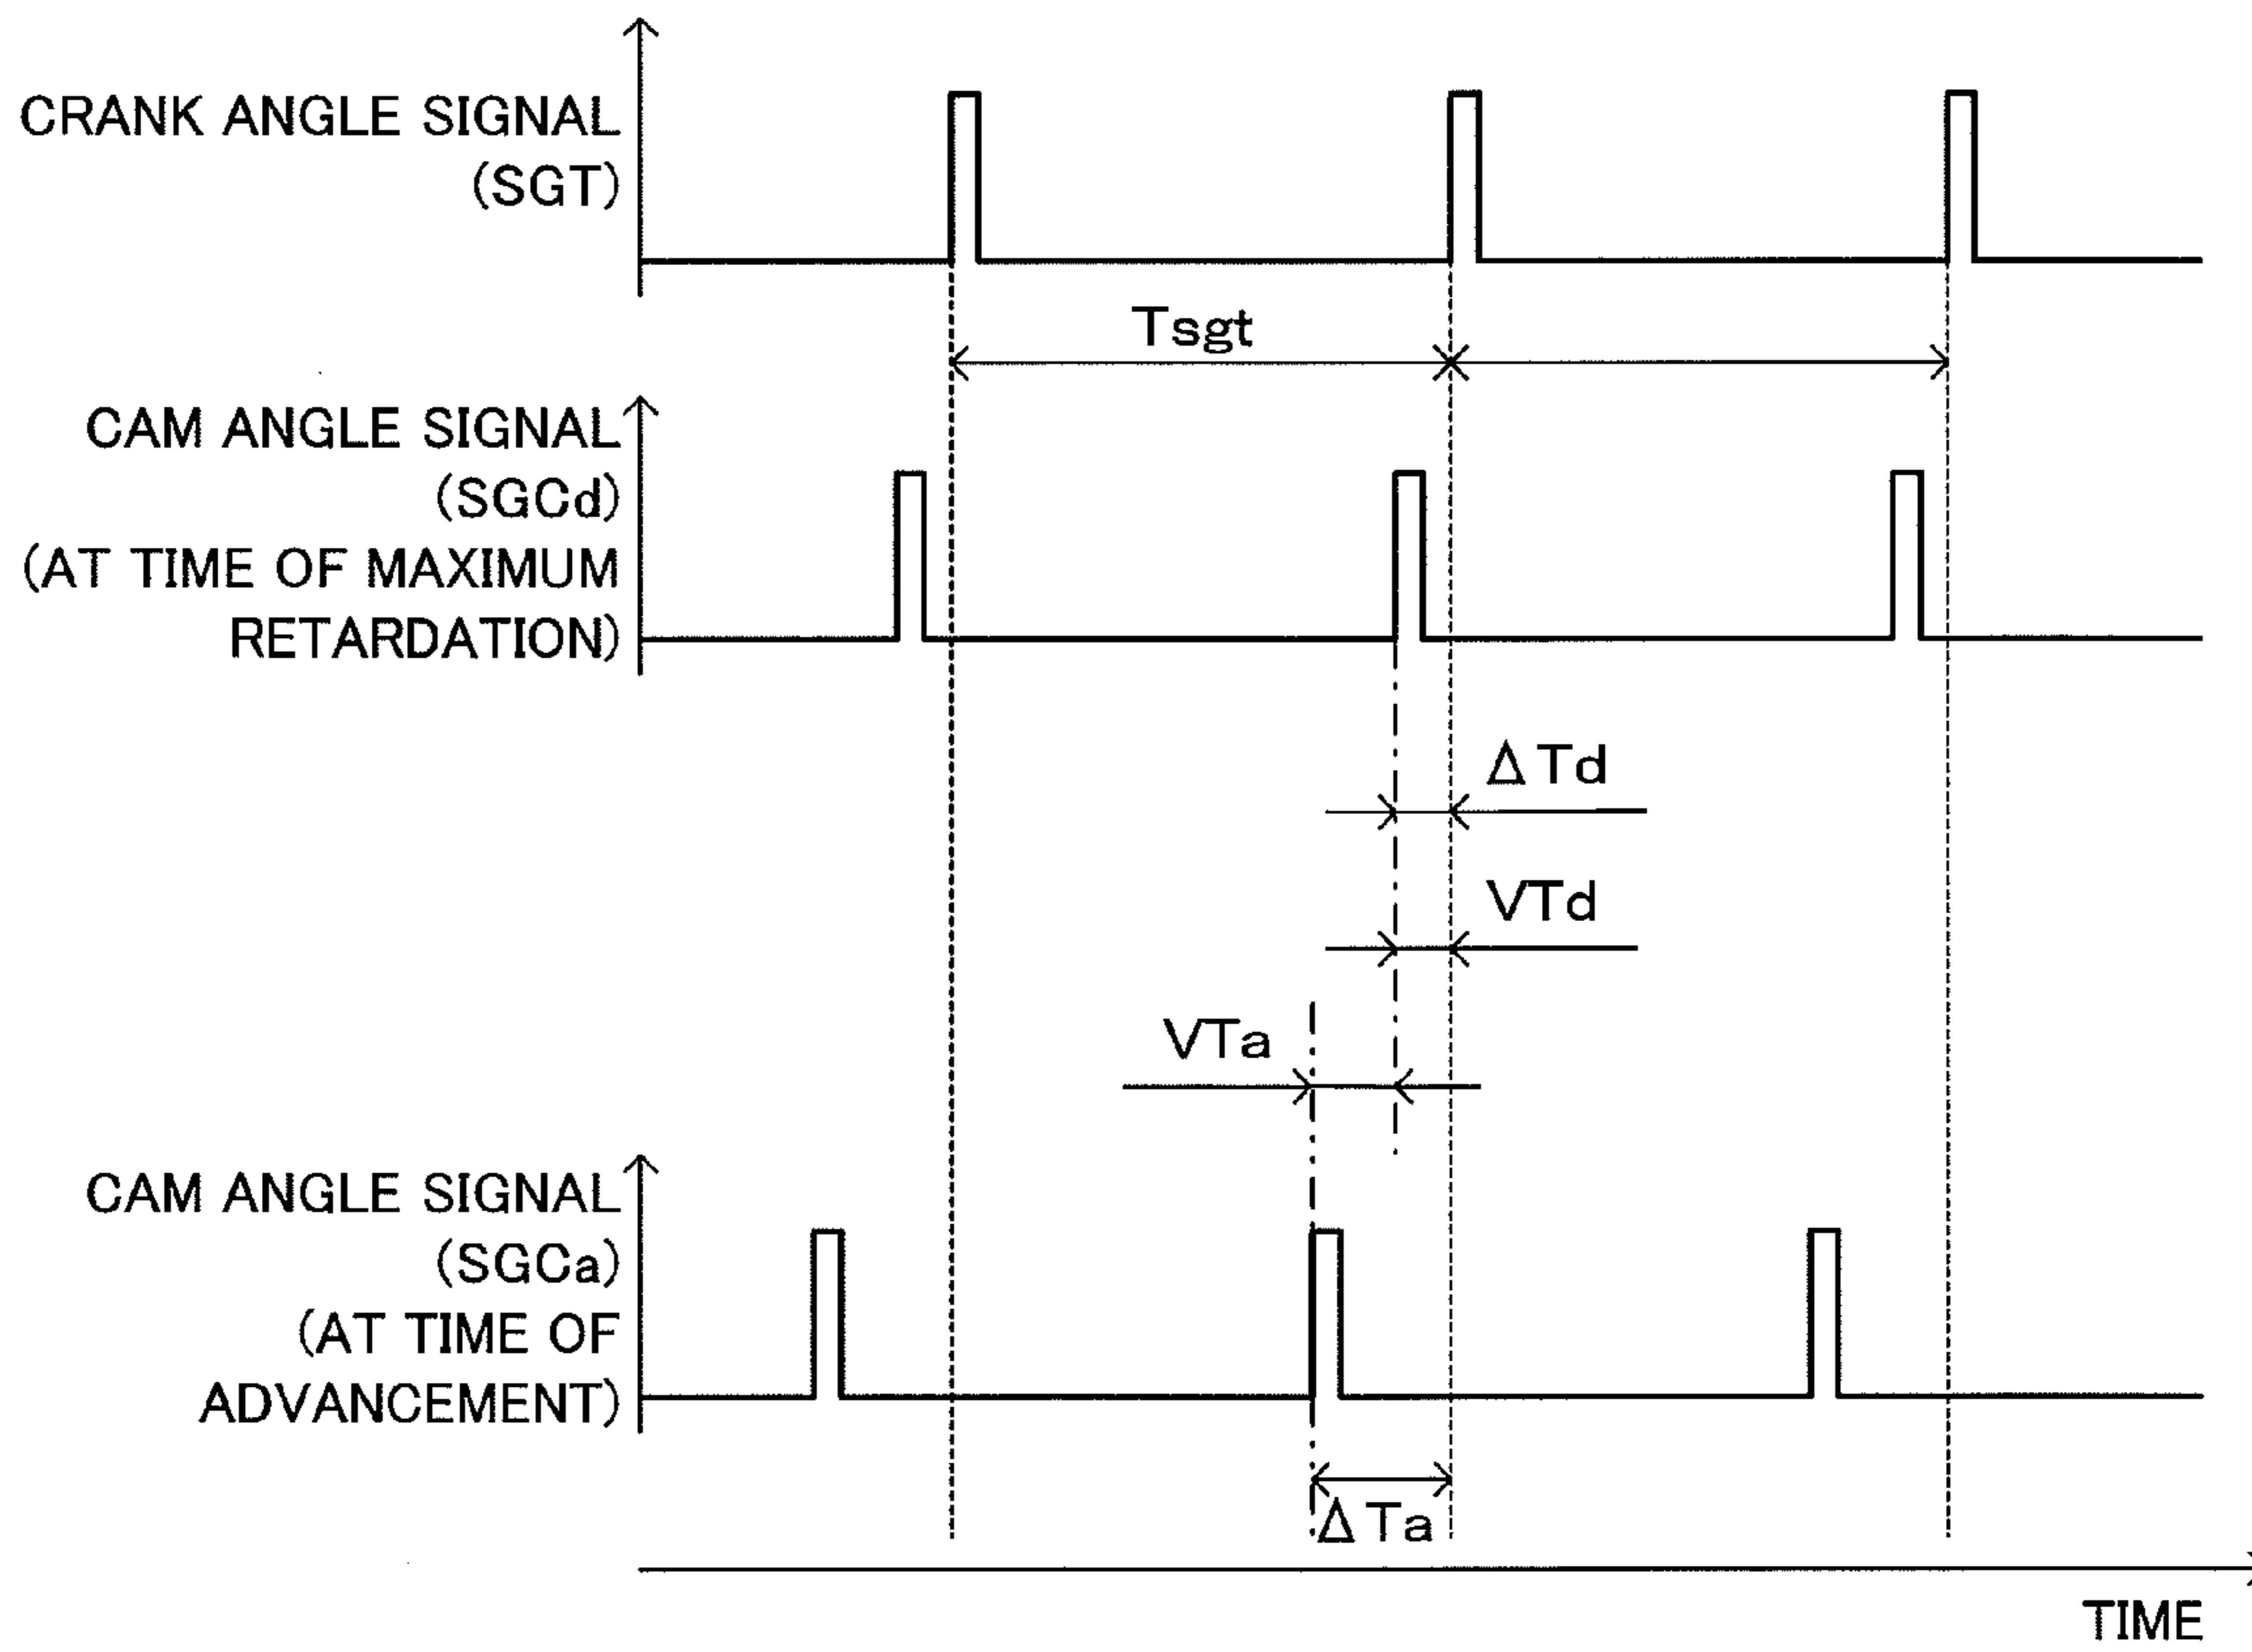 CRANK ANGLE SIGNAL
(SGT)
Tsgt
CAM ANGLE SIGNAL
(SGCd)
(AT TIME OF MAXIMUM
RETARDATION)
ΔTd
VTd
VTa
CAM ANGLE SIGNAL
(SGCa)
(AT TIME OF
ADVANCEMENT)
ΔTa
TIME